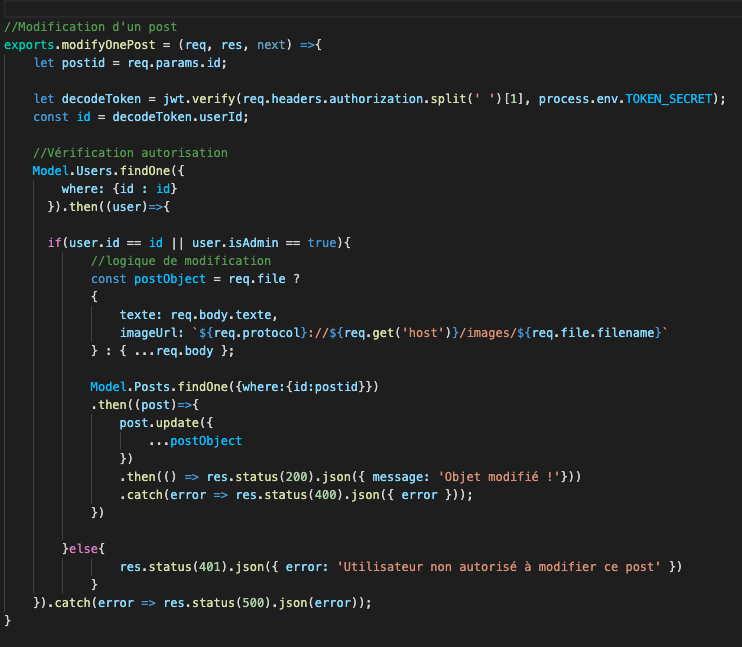 //Modification d'un post
exports.modifyOnePost = (req, res, next) =>{
let postid = req.params.id;
let decodeToken = jwt.verify(req.headers.authorization.split(' ')[1], process.env.TOKEN_SECRET);
const id = decodeToken.userId;
//Vérification autorisation
Model.Users.findOne({
where: {id : id}
}).then((user)=>{
if(user.id == id || user.isAdmin == true){
//logique de modification
const postObject = req.file ?
{
texte: req.body.texte,
imageUrl: `${req.protocol}://${req.get('host')}/images/${req.file.filename}`
} : { ...req.body };
Model.Posts.findOne({where:{id:postid}})
.then((post)=>{
post.update({
...postObject
})
.then(() => res.status(200).json({ message: 'Objet modifié !'}))
.catch(error => res.status(400).json({ error }));
})
}else{
res.status(401).json({ error: 'Utilisateur non autorisé à modifier ce post' })
}
}).catch(error => res.status(500).json(error));
}